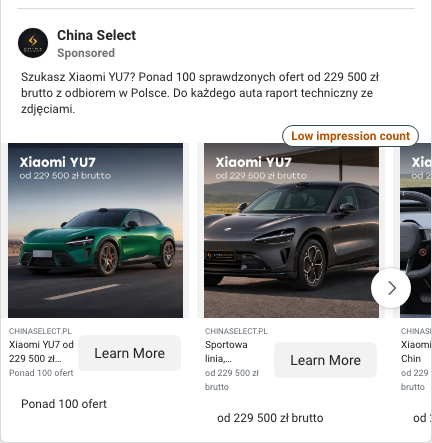 China Select
Sponsored
Szukasz Xiaomi YU7? Ponad 100 sprawdzonych ofert od 229 500 zł
brutto z odbiorem w Polsce. Do każdego auta raport techniczny ze
zdjęciami.
Low impression count
Xiaomi YU7
od 229 500 zł brutto
Xiaomi YU7
od 229 500 zł brutto
Xia
od 2
CHINASELECT.PL
Xiaomi YU7 od
229 500 zł...
Ponad 100 ofert
Learn More
CHINASELECT.PL
Sportowa
linia,...
od 229 500 zł
brutto
Learn More
CHINAS
Xiaomi
Chin
od 229
brutto
Ponad 100 ofert
od 229 500 zł brutto
od